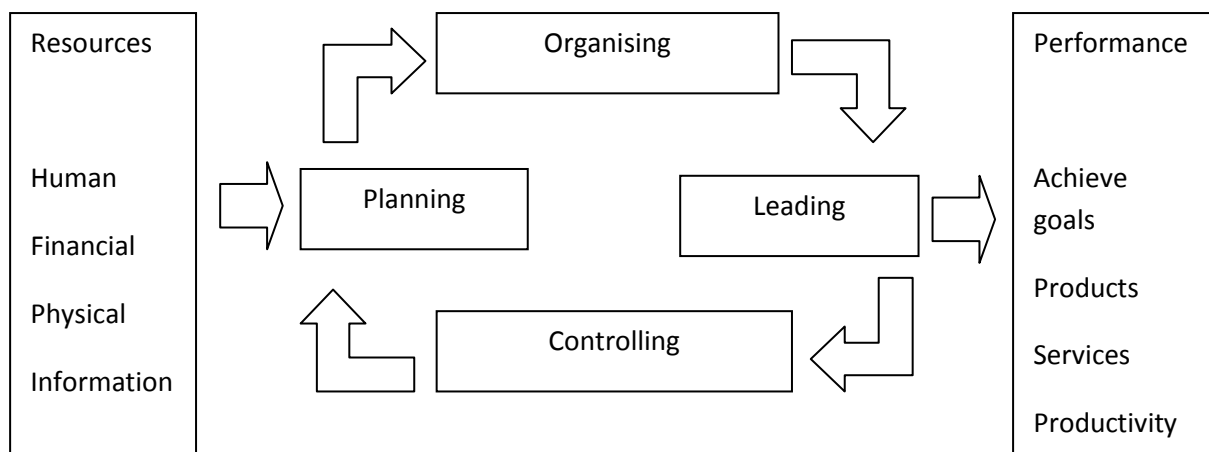 Resources
Human
Financial
Physical
Information
Organising
Planning
Leading
Controlling
Performance
Achieve
goals
Products
Services
Productivity